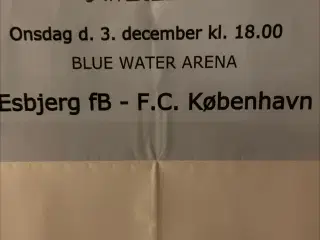 Onsdag d. 3. december kl. 18.00
BLUE WATER ARENA
Esbjerg fB - F.C. København